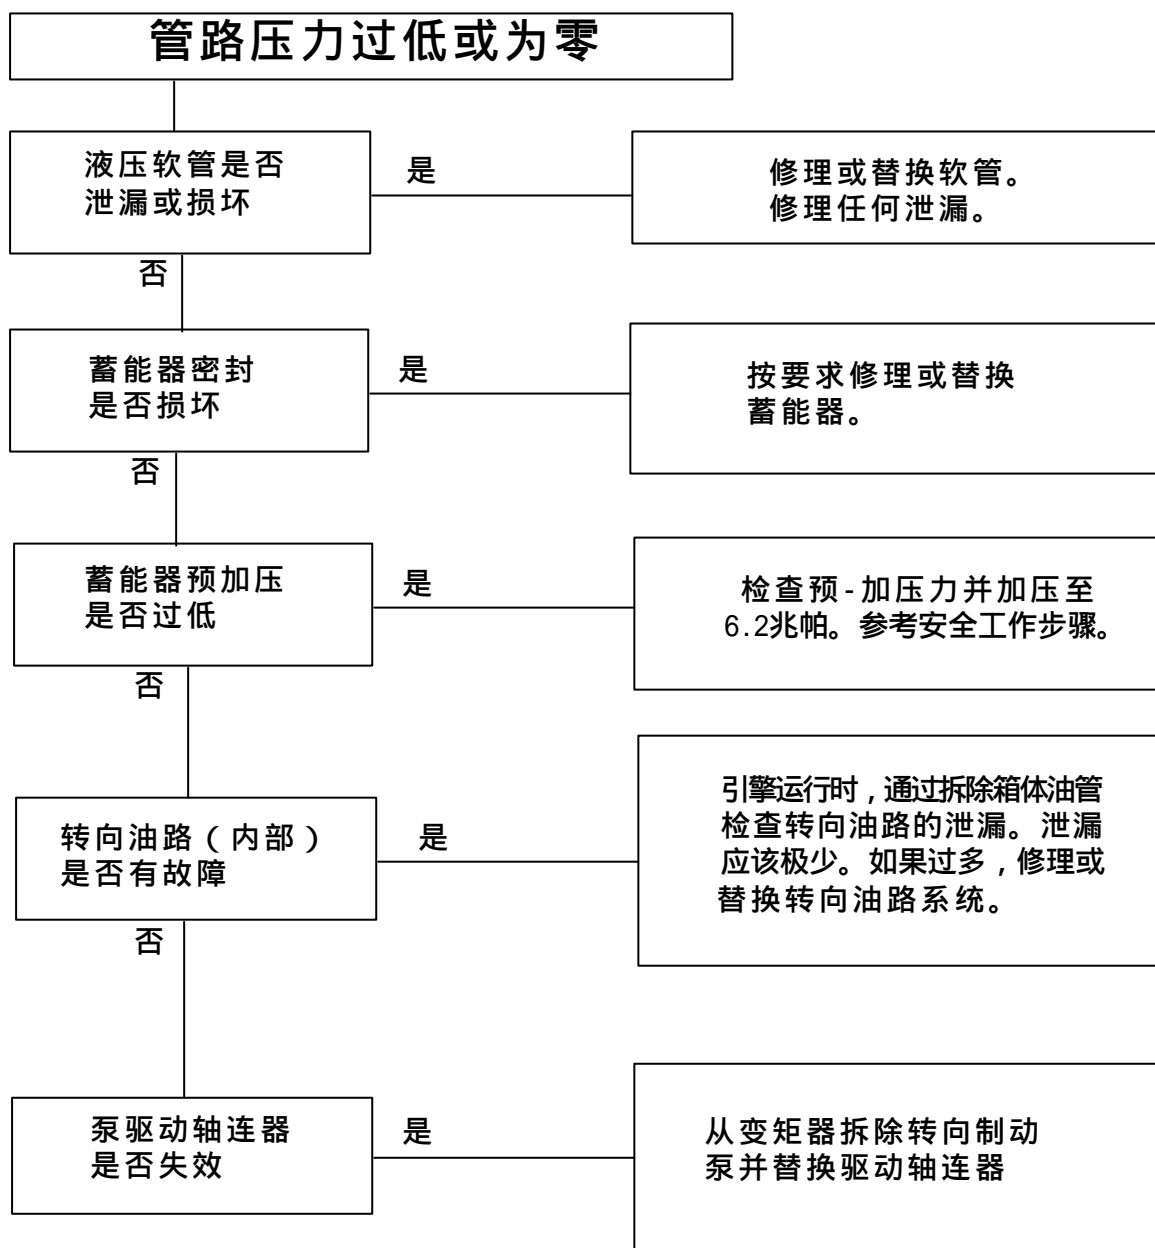 管路压力过低或为零
液压软管是否
泄漏或损坏
是
修理或替换软管。
修理任何泄漏。
否
蓄能器密封
是否损坏
是
按要求修理或替换
蓄能器。
否
蓄能器预加压
是否过低
是
检查预-加压力并加压至
6.2兆帕。参考安全工作步骤。
否
转向油路（内部）
是否有故障
是
引擎运行时，通过拆除箱体油管
检查转向油路的泄漏。泄漏
应该极少。如果过多，修理或
替换转向油路系统。
否
泵驱动轴连器
是否失效
是
从变矩器拆除转向制动
泵并替换驱动轴连器